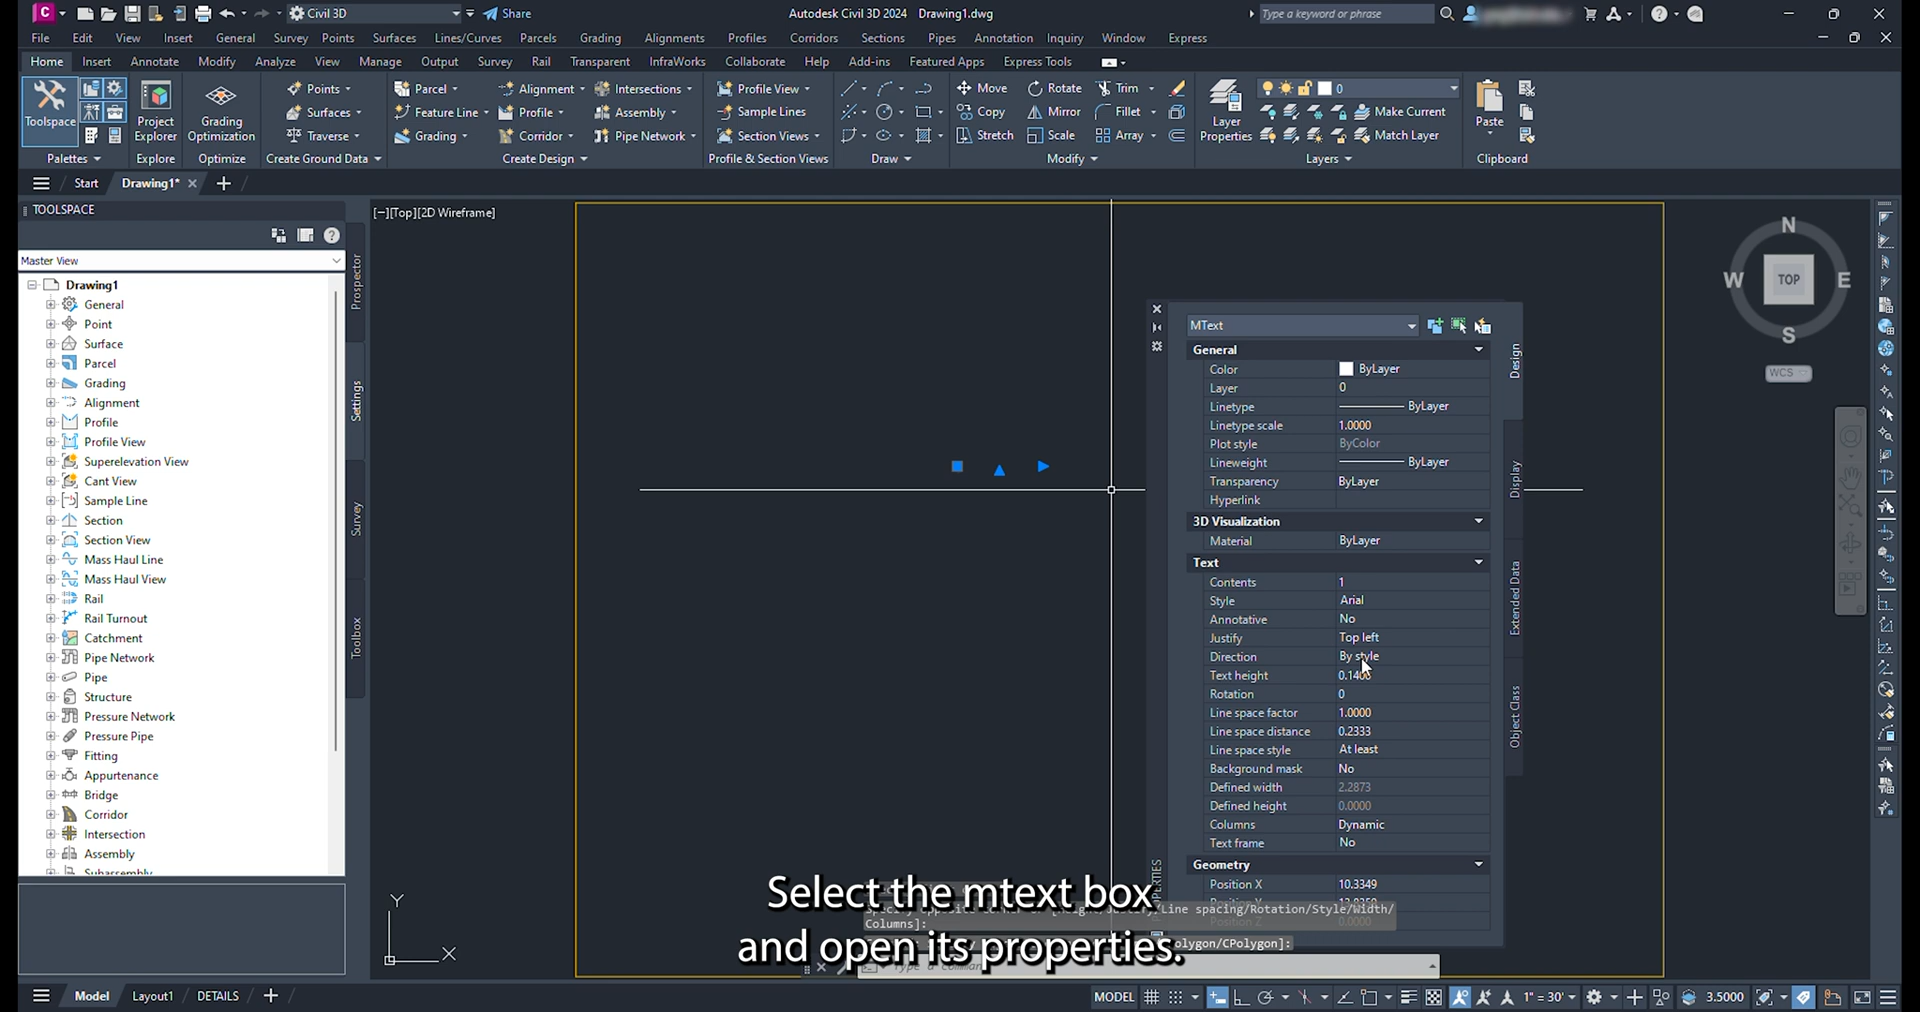 C
Civil 3D
Share
Autodesk Civil 3D 2024 Drawing1.dwg
Type a keyword or phrase
File Edit View Insert General Survey Points Surfaces Lines/Curves Parcels Grading Alignments Profiles Corridors Sections Pipes Annotation Inquiry Window Express
Home Insert Annotate Modify Analyze View Manage Output Survey Rail Transparent InfraWorks Collaborate Help Add-ins Featured Apps Express Tools
Toolspace
Project Explorer
Grading Optimization
Points
Surfaces
Traverse
Parcel
Feature Line
Grading
Alignment
Profile
Corridor
Intersections
Assembly
Pipe Network
Profile View
Sample Lines
Section Views
Move
Copy
Stretch
Rotate
Mirror
Scale
Trim
Fillet
Array
Layer Properties
0
Make Current
Match Layer
Paste
Palettes Explore Optimize Create Ground Data Create Design Profile & Section Views Draw Modify Layers Clipboard
Start Drawing1*
TOOLSPACE
Master View
Drawing1
General
Point
Surface
Parcel
Grading
Alignment
Profile
Profile View
Superelevation View
Cant View
Sample Line
Section
Section View
Mass Haul Line
Mass Haul View
Rail
Rail Turnout
Catchment
Pipe Network
Pipe
Structure
Pressure Network
Pressure Pipe
Fitting
Appurtenance
Bridge
Corridor
Intersection
Assembly
Subassembly
Prospector
Settings
Survey
Toolbox
[−][Top][2D Wireframe]
N
W TOP E
S
WCS
MText
General
Color ByLayer
Layer 0
Linetype ByLayer
Linetype scale 1.0000
Plot style ByColor
Lineweight ByLayer
Transparency ByLayer
Hyperlink
3D Visualization
Material ByLayer
Text
Contents 1
Style Arial
Annotative No
Justify Top left
Direction By style
Text height
Rotation 0
Line space factor 1.0000
Line space distance 0.2333
Line space style At least
Background mask No
Defined width 2.2873
Defined height 0.0000
Columns Dynamic
Text frame No
Geometry
Position X 10.3349
Design
Display
Extended Data
Object Class
Select the mtext box
and open its properties.
Line spacing/Rotation/Style/Width/
Columns]:
olygon/CPolygon]:
Y
X
Model Layout1 DETAILS
MODEL
1" = 30'
3.5000